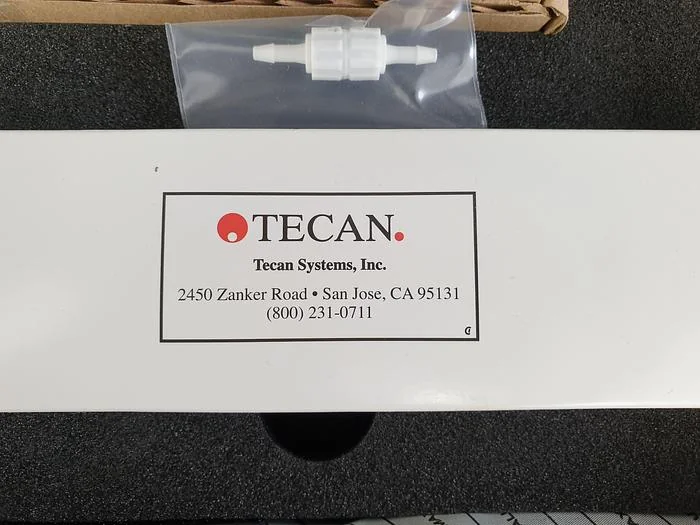 TECAN.
Tecan Systems, Inc.
2450 Zanker Road • San Jose, CA 95131
(800) 231-0711